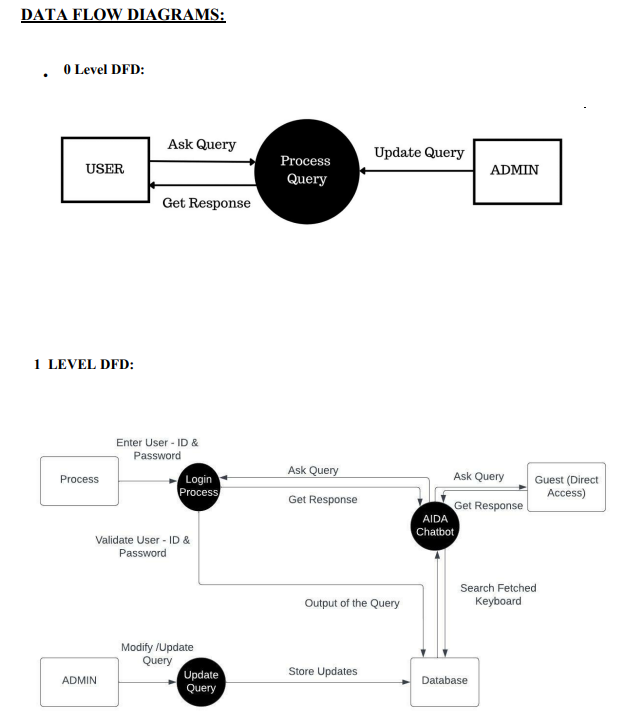 DATA FLOW DIAGRAMS:
• 0 Level DFD:
Ask Query
USER
Process
Query
Update Query
ADMIN
Get Response
1 LEVEL DFD:
Enter User - ID &
Password
Process
Login
Process
Ask Query
Get Response
Ask Query
Get Response
Guest (Direct
Access)
AIDA
Chatbot
Validate User - ID &
Password
Output of the Query
Search Fetched
Keyboard
Modify /Update
Query
ADMIN
Update
Query
Store Updates
Database